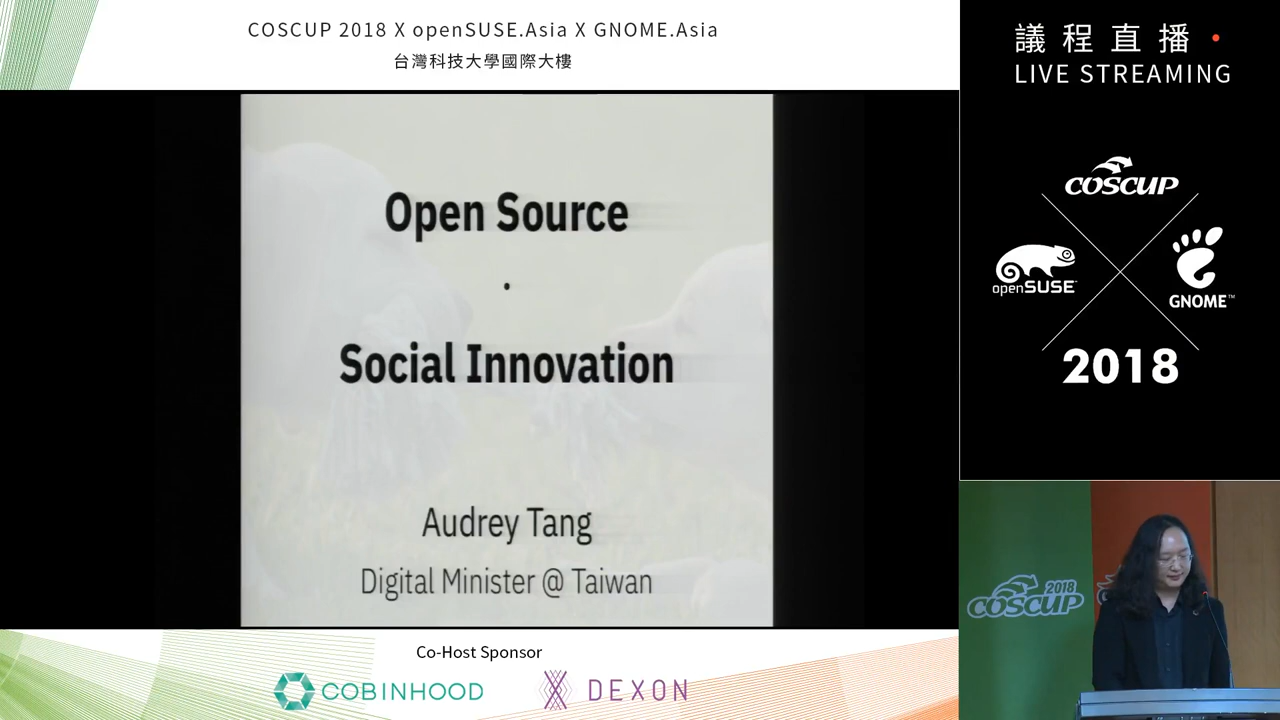 COSCUP 2018 X openSUSE.Asia X GNOME.Asia
台灣科技大學國際大樓
Open Source
·
Social Innovation
Audrey Tang
Digital Minister @ Taiwan
Co-Host Sponsor
COBINHOOD
DEXON
議程直播
LIVE STREAMING
COSCUP
openSUSE
GNOME™
2018
2018
COSCUP